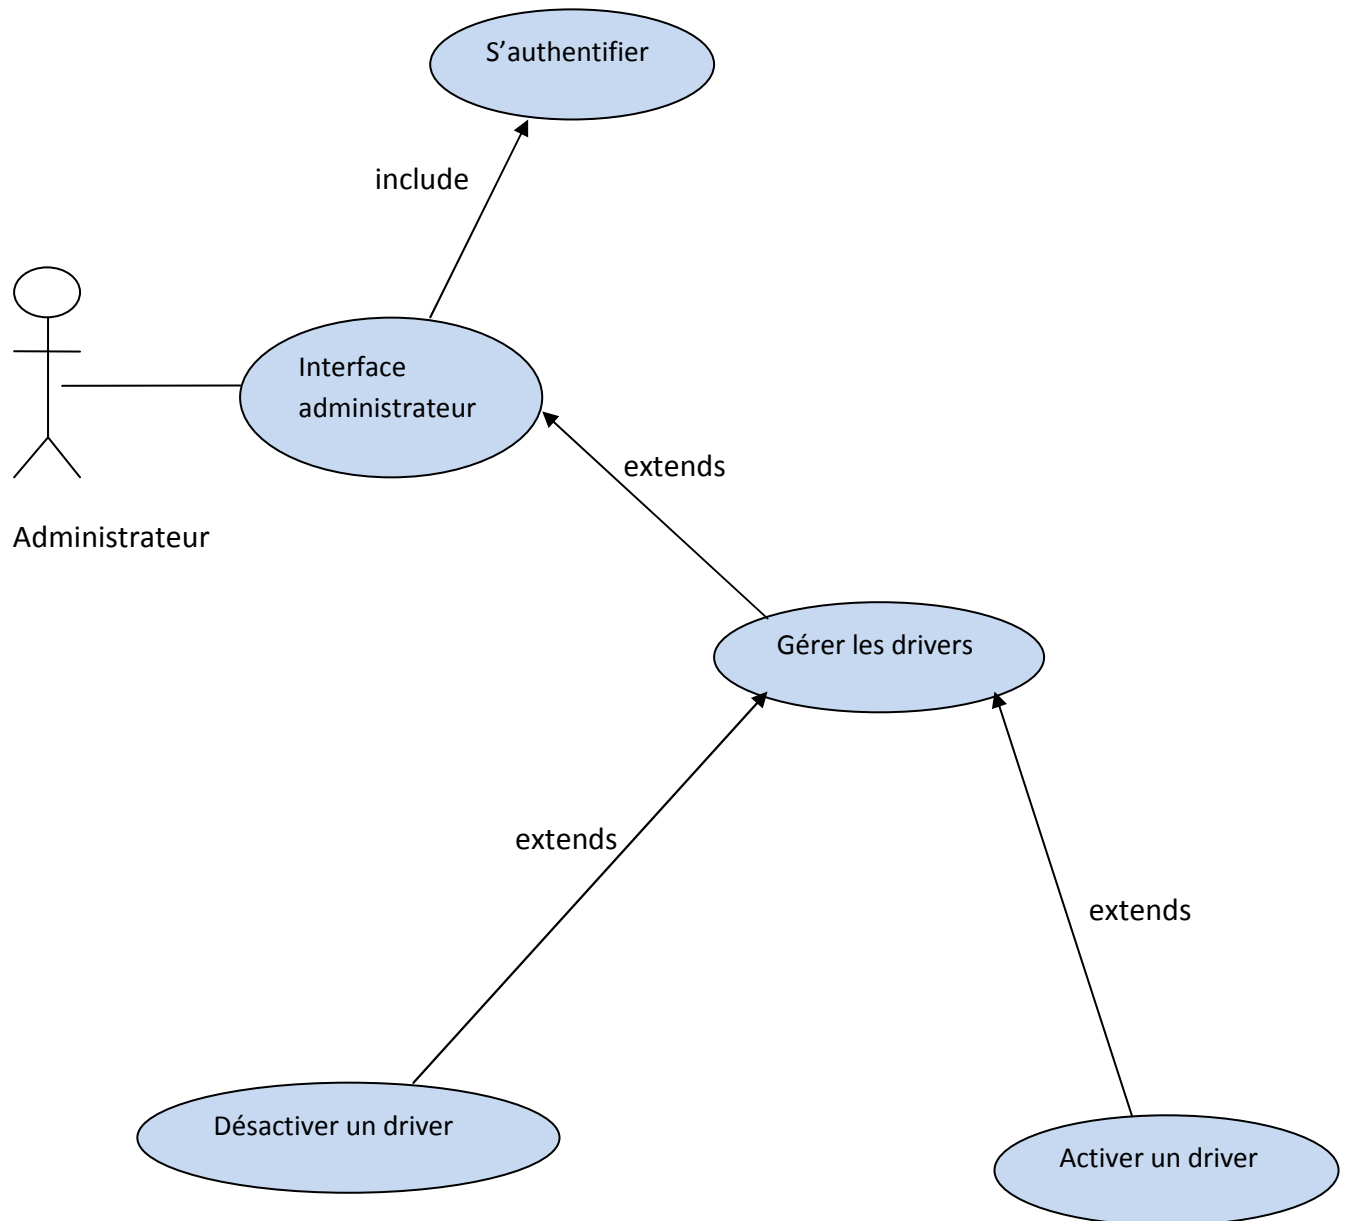 S’authentifier
include
Interface
administrateur
extends
Administrateur
Gérer les drivers
extends
extends
Désactiver un driver
Activer un driver